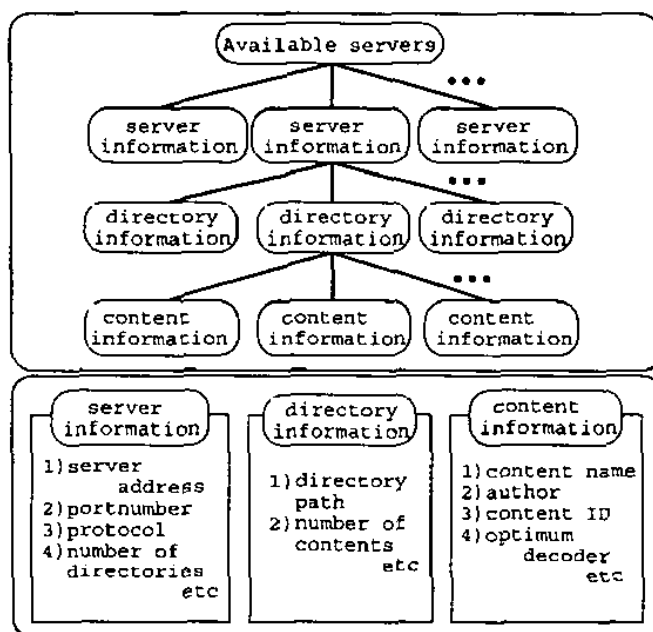 Available servers
•••
server information
server information
server information
•••
directory information
directory information
directory information
•••
content information
content information
content information
server information
1)server
address
2)portnumber
3)protocol
4)number of
directories
etc
directory information
1)directory
path
2)number of
contents
etc
content information
1)content name
2)author
3)content ID
4)optimum
decoder
etc